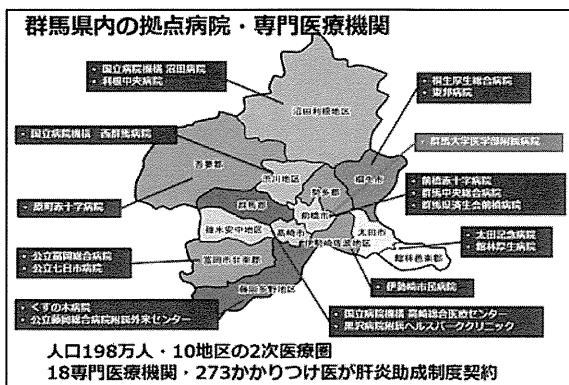 群馬県内の拠点病院・専門医療機関
・国立病院機構 沼田病院
・利根中央病院
・桐生厚生総合病院
・東邦病院
沼田利根地区
・国立病院機構 西群馬病院
・群馬大学医学部附属病院
吾妻郡
渋川地区
勢多郡
桐生市
・原町赤十字病院
・前橋赤十字病院
・群馬中央総合病院
・群馬県済生会前橋病院
群馬郡
前橋市
碓氷安中地区
高崎市
伊勢崎佐波地区
太田市
館林邑楽郡
・太田記念病院
・館林厚生病院
・公立富岡総合病院
・公立七日市病院
富岡市甘楽郡
藤岡多野地区
・伊勢崎市民病院
・くすの木病院
・公立藤岡総合病院附属外来センター
・国立病院機構 高崎総合医療センター
・黒沢病院附属ヘルスパーククリニック
人口198万人・10地区の2次医療圏
18専門医療機関・273かかりつけ医が肝炎助成制度契約